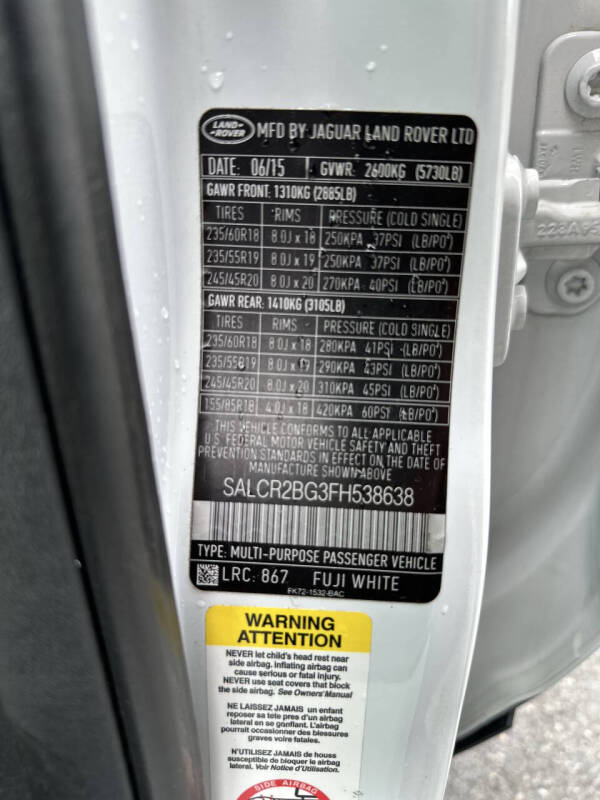 LAND-ROVER MFD BY JAGUAR LAND ROVER LTD
DATE: 06/15 GVWR: 2600KG (5730LB)
GAWR FRONT: 1310KG (2885LB)
TIRES RIMS PRESSURE (COLD SINGLE)
235/60R18 8.0J x 18 250KPA 37PSI (LB/PO²)
235/55R19 8.0J x 19 250KPA 37PSI (LB/PO²)
245/45R20 8.0J x 20 270KPA 40PSI (LB/PO²)
GAWR REAR: 1410KG (3105LB)
TIRES RIMS PRESSURE (COLD SINGLE)
235/60R18 8.0J x 18 280KPA 41PSI (LB/PO²)
235/55R19 8.0J x 19 290KPA 43PSI (LB/PO²)
245/45R20 8.0J x 20 310KPA 45PSI (LB/PO²)
155/85R18 4.0J x 18 420KPA 60PSI (LB/PO²)
THIS VEHICLE CONFORMS TO ALL APPLICABLE
U.S. FEDERAL MOTOR VEHICLE SAFETY AND THEFT
PREVENTION STANDARDS IN EFFECT ON THE DATE OF
MANUFACTURE SHOWN ABOVE
SALCR2BG3FH538638
TYPE: MULTI-PURPOSE PASSENGER VEHICLE
LRC: 867 FUJI WHITE
FK72-1532-BAC
WARNING
ATTENTION
NEVER let child's head rest near
side airbag. inflating airbag can
cause serious or fatal injury.
NEVER use seat covers that block
the side airbag. See Owners' Manual
NE LAISSEZ JAMAIS un enfant
reposer sa tete pres d'un airbag
lateral en se gonflant. L'airbag
pourrait occasionner des blessures
graves voire fatales.
N'UTILISEZ JAMAIS de housse
susceptible de bloquer le airbag
lateral. Voir Notice d'Utilisation.
SIDE AIRBAG